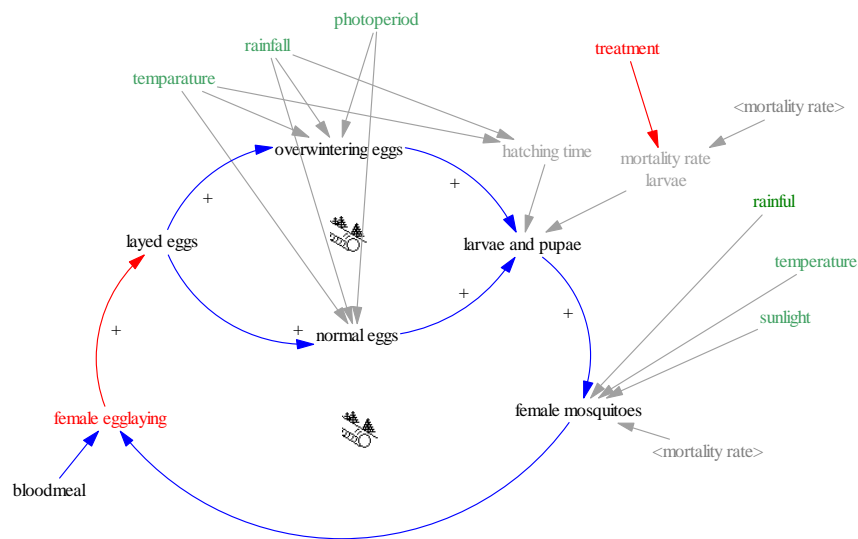 photoperiod
rainfall
treatment
temparature
<mortality rate>
overwintering eggs
hatching time
mortality rate
larvae
+
+
rainful
layed eggs
larvae and pupae
temperature
+
+
+
sunlight
normal eggs
+
female egglaying
female mosquitoes
<mortality rate>
bloodmeal